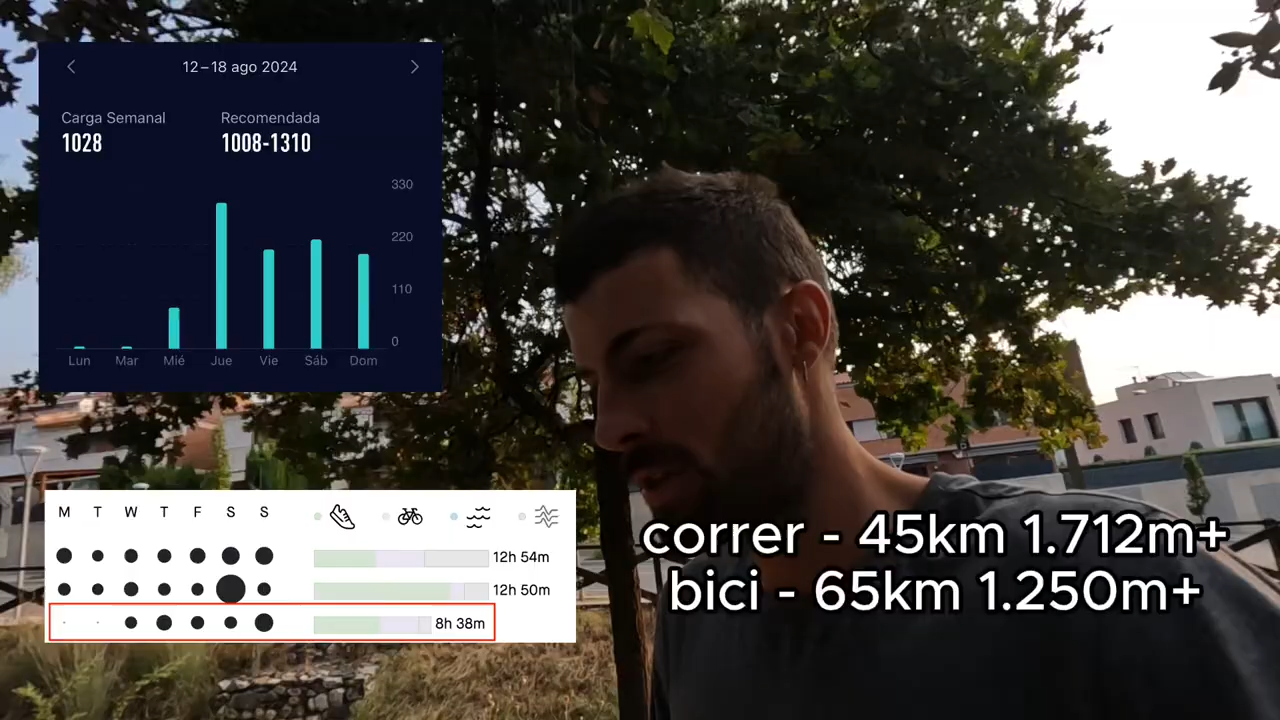 12–18 ago 2024
Carga Semanal
Recomendada
1028
1008-1310
330
220
110
0
Lun Mar Mié Jue Vie Sáb Dom
M T W T F S S
12h 54m
12h 50m
8h 38m
correr - 45km 1.712m+
bici - 65km 1.250m+